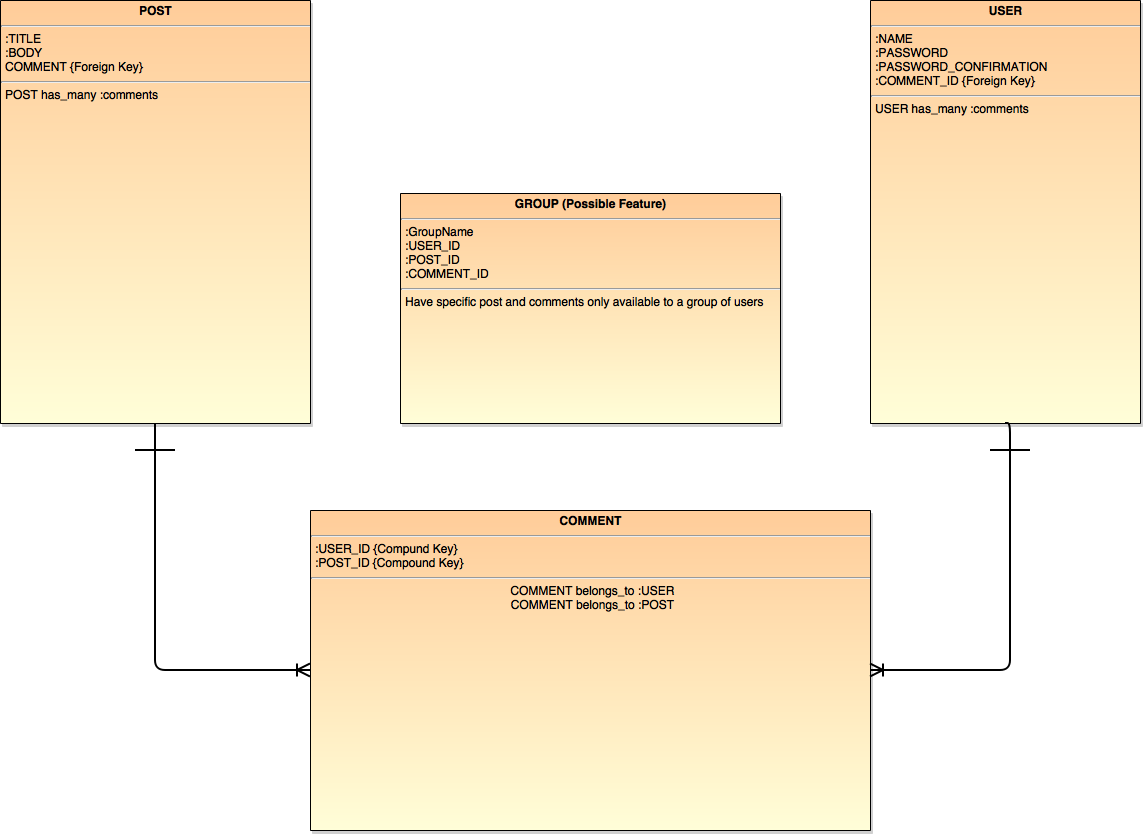 POST
:TITLE
:BODY
COMMENT {Foreign Key}
POST has_many :comments
USER
:NAME
:PASSWORD
:PASSWORD_CONFIRMATION
:COMMENT_ID {Foreign Key}
USER has_many :comments
GROUP (Possible Feature)
:GroupName
:USER_ID
:POST_ID
:COMMENT_ID
Have specific post and comments only available to a group of users
COMMENT
:USER_ID {Compund Key}
:POST_ID {Compound Key}
COMMENT belongs_to :USER
COMMENT belongs_to :POST